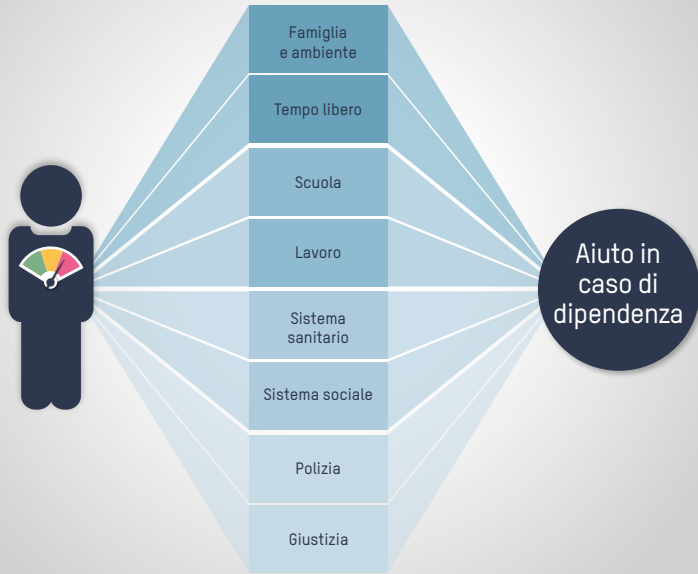 Famiglia
e ambiente
Tempo libero
Scuola
Lavoro
Sistema
sanitario
Sistema sociale
Polizia
Giustizia
Aiuto in
caso di
dipendenza